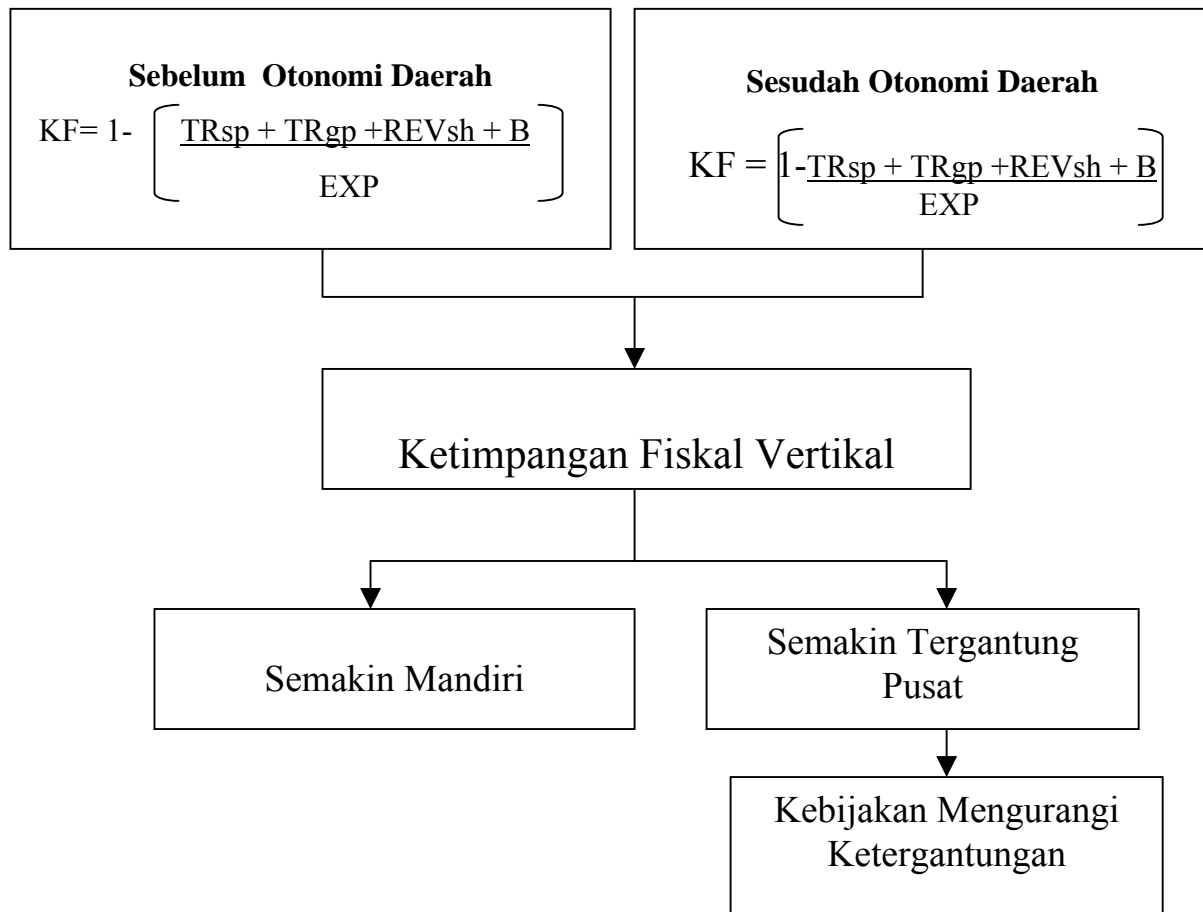 Sebelum Otonomi Daerah
KF= 1- ( TRsp + TRgp +REVsh + B
EXP )
Sesudah Otonomi Daerah
KF = (1-TRsp + TRgp +REVsh + B
EXP )
Ketimpangan Fiskal Vertikal
Semakin Mandiri
Semakin Tergantung
Pusat
Kebijakan Mengurangi
Ketergantungan